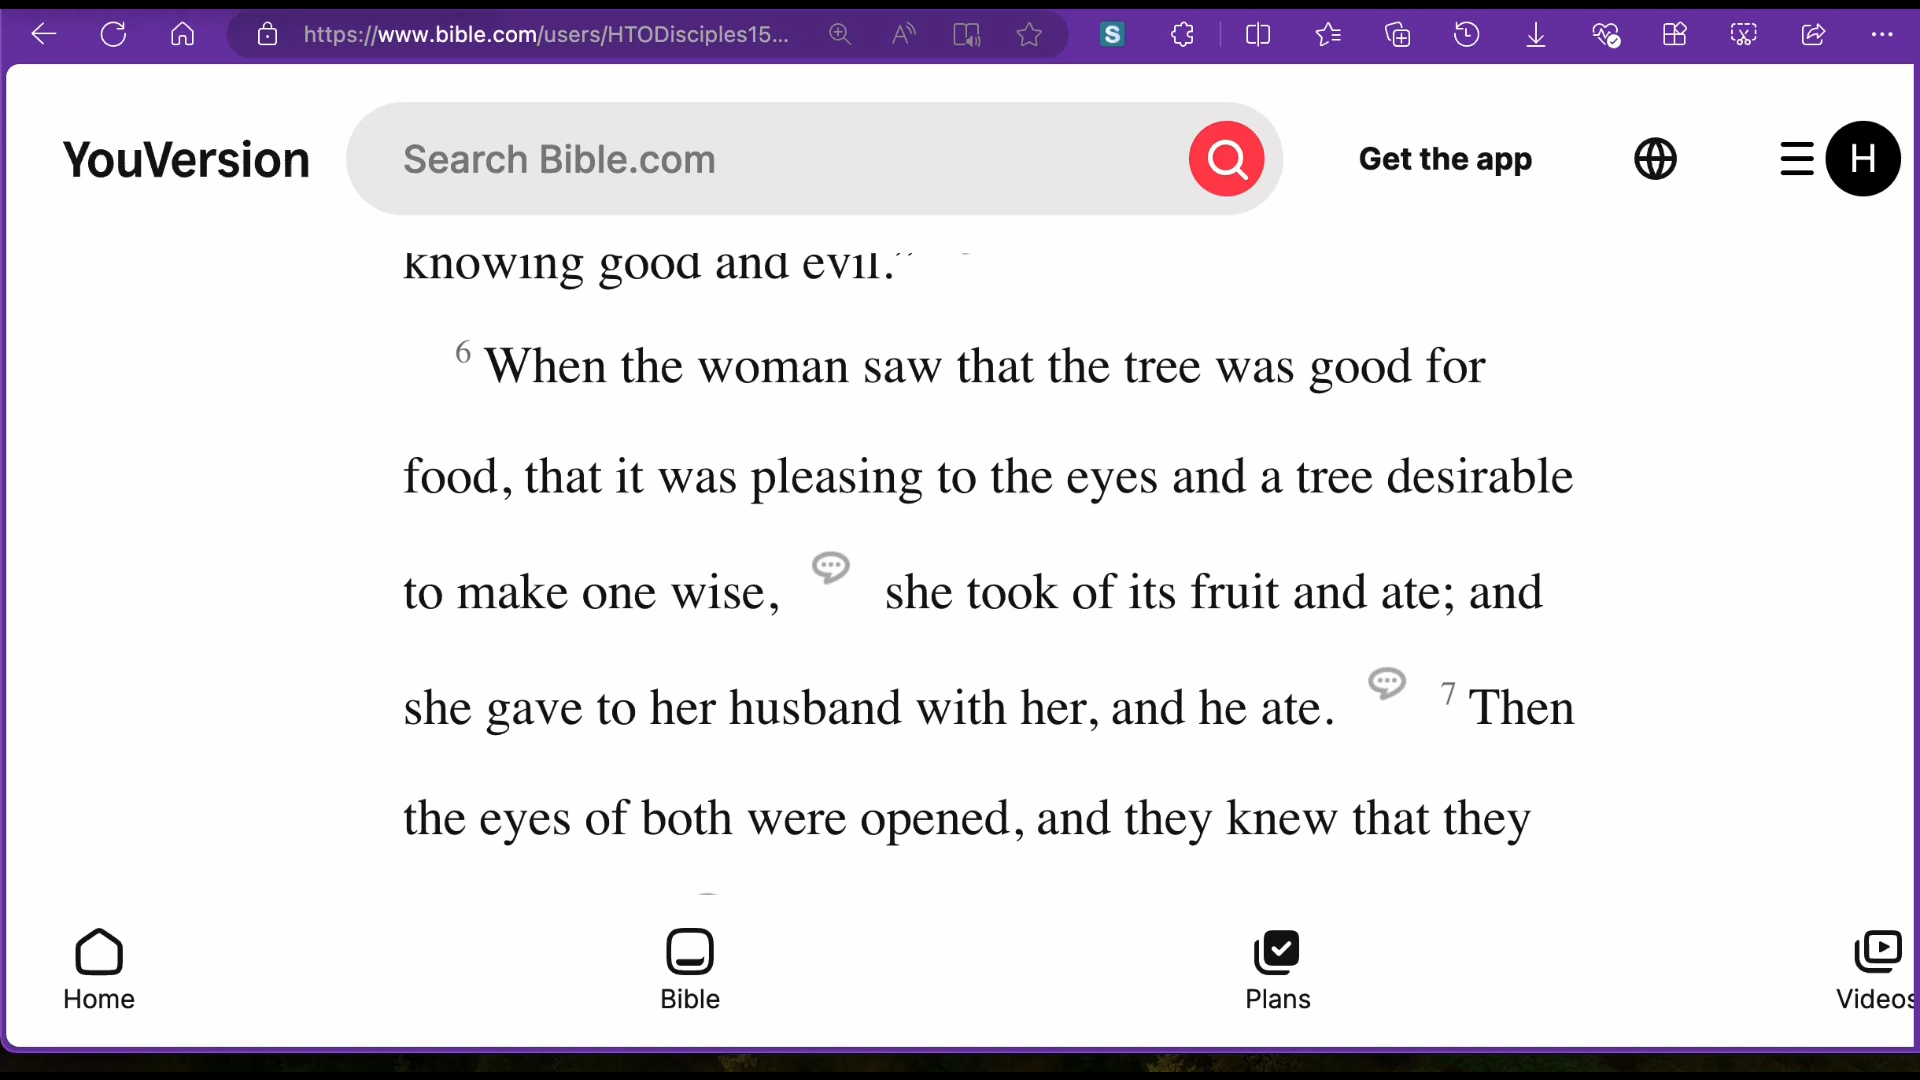 https://www.bible.com/users/HTODisciples15...
S
YouVersion
Search Bible.com
Get the app
H
knowing good and evil.”
6 When the woman saw that the tree was good for
food, that it was pleasing to the eyes and a tree desirable
to make one wise, she took of its fruit and ate; and
she gave to her husband with her, and he ate. 7 Then
the eyes of both were opened, and they knew that they
Home
Bible
Plans
Videos